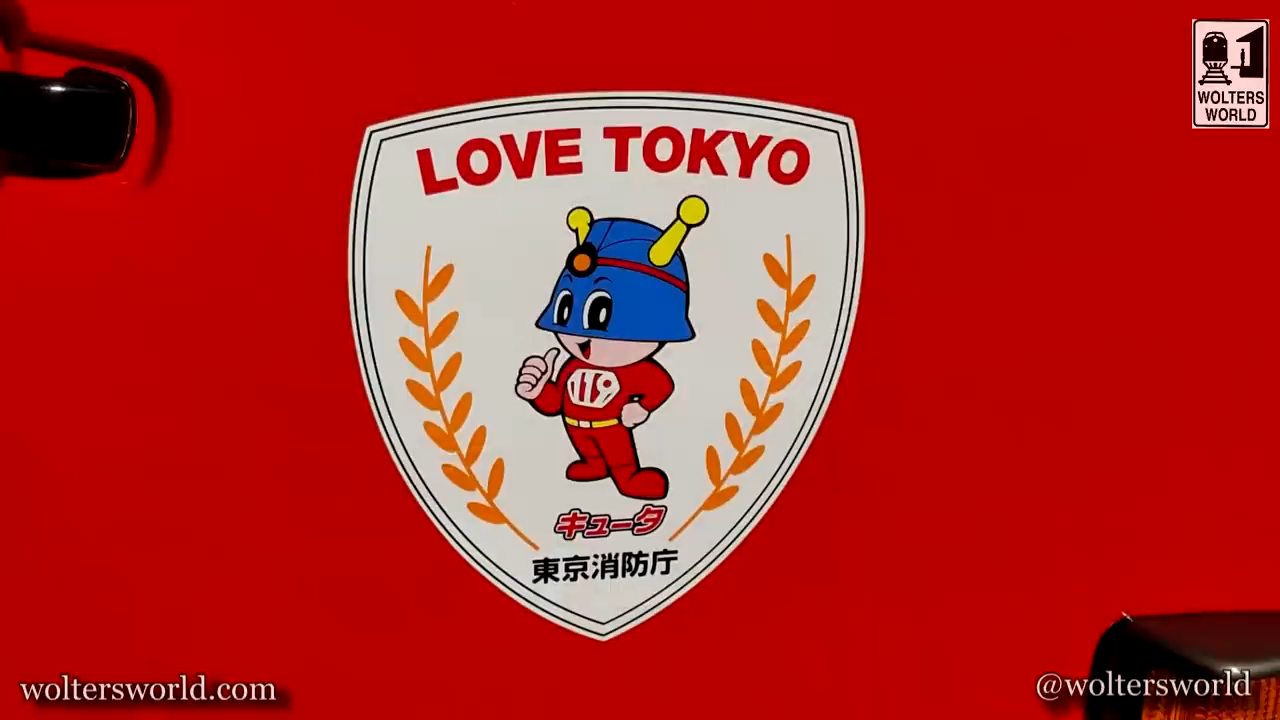 WOLTERS
WORLD
LOVE TOKYO
119
キュータ
東京消防庁
woltersworld.com
@woltersworld